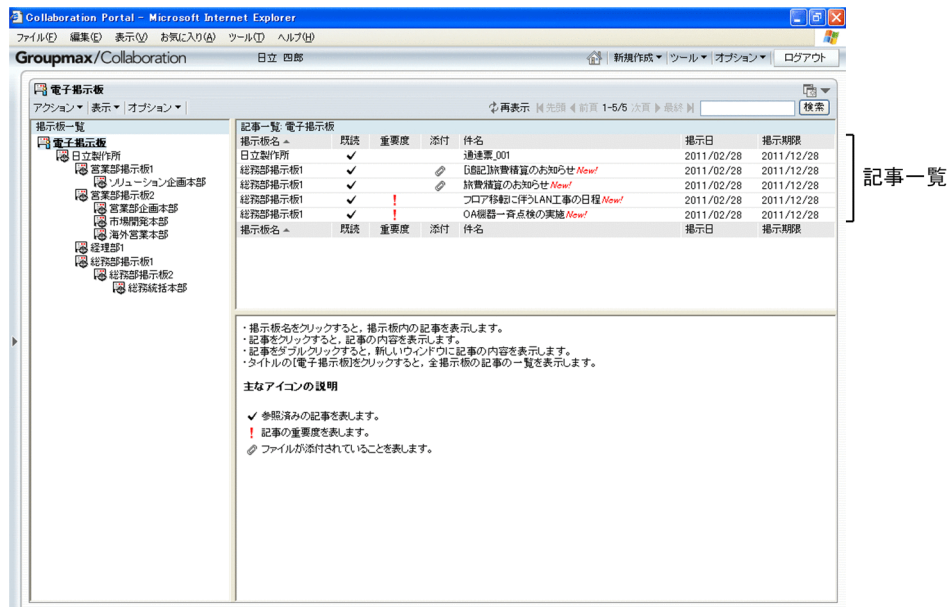 Collaboration Portal - Microsoft Internet Explorer
ファイル(F) 編集(E) 表示(V) お気に入り(A) ツール(T) ヘルプ(H)
Groupmax/Collaboration 日立 四郎 新規作成 ツール オプション ログアウト
電子掲示板
アクション 表示 オプション 再表示 先頭 前頁 1-5/5 次頁 最終 検索
掲示板一覧
電子掲示板
日立製作所
営業部掲示板1
ソリューション企画本部
営業部掲示板2
営業部企画本部
市場開発本部
海外営業本部
経理部1
総務部掲示板1
総務部掲示板2
総務統括本部
記事一覧: 電子掲示板
掲示板名 既読 重要度 添付 件名 掲示日 掲示期限
日立製作所 通達票_001 2011/02/28 2011/12/28
総務部掲示板1 [追記]旅費精算のお知らせ New! 2011/02/28 2011/12/28
総務部掲示板1 旅費精算のお知らせ New! 2011/02/28 2011/12/28
総務部掲示板1 フロア移転に伴うLAN工事の日程 New! 2011/02/28 2011/12/28
総務部掲示板1 OA機器一斉点検の実施 New! 2011/02/28 2011/12/28
掲示板名 既読 重要度 添付 件名 掲示日 掲示期限
記事一覧
・掲示板名をクリックすると，掲示板内の記事を表示します。
・記事をクリックすると，記事の内容を表示します。
・記事をダブルクリックすると，新しいウィンドウに記事の内容を表示します。
・タイトルの[電子掲示板]をクリックすると，全掲示板の記事の一覧を表示します。
主なアイコンの説明
参照済みの記事を表します。
記事の重要度を表します。
ファイルが添付されていることを表します。